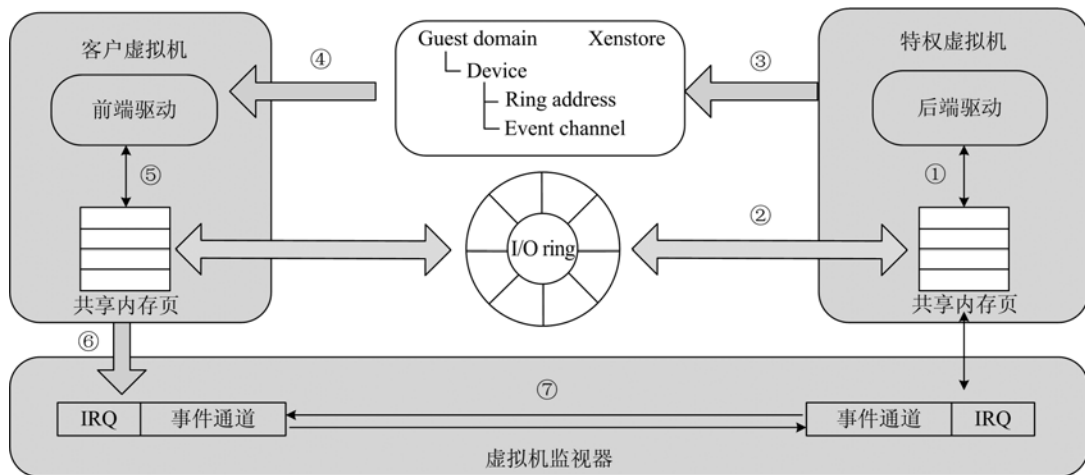 客户虚拟机
前端驱动
⑤
共享内存页
⑥
④
Guest domain Xenstore
Device
Ring address
Event channel
③
I/O ring
②
特权虚拟机
后端驱动
①
共享内存页
IRQ 事件通道
⑦
事件通道 IRQ
虚拟机监视器